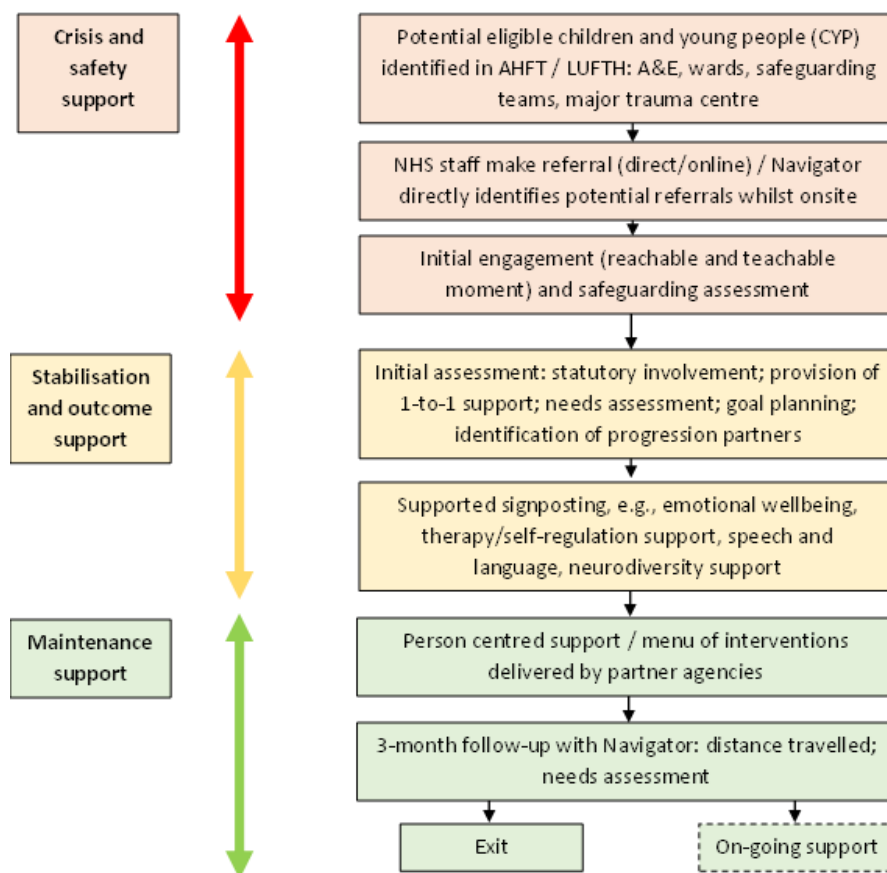 Crisis and
safety
support
Potential eligible children and young people (CYP)
identified in AHFT / LUFTH: A&E, wards, safeguarding
teams, major trauma centre
NHS staff make referral (direct/online) / Navigator
directly identifies potential referrals whilst onsite
Initial engagement (reachable and teachable
moment) and safeguarding assessment
Stabilisation
and outcome
support
Initial assessment: statutory involvement; provision of
1-to-1 support; needs assessment; goal planning;
identification of progression partners
Supported signposting, e.g., emotional wellbeing,
therapy/self-regulation support, speech and
language, neurodiversity support
Maintenance
support
Person centred support / menu of interventions
delivered by partner agencies
3-month follow-up with Navigator: distance travelled;
needs assessment
Exit
On-going support